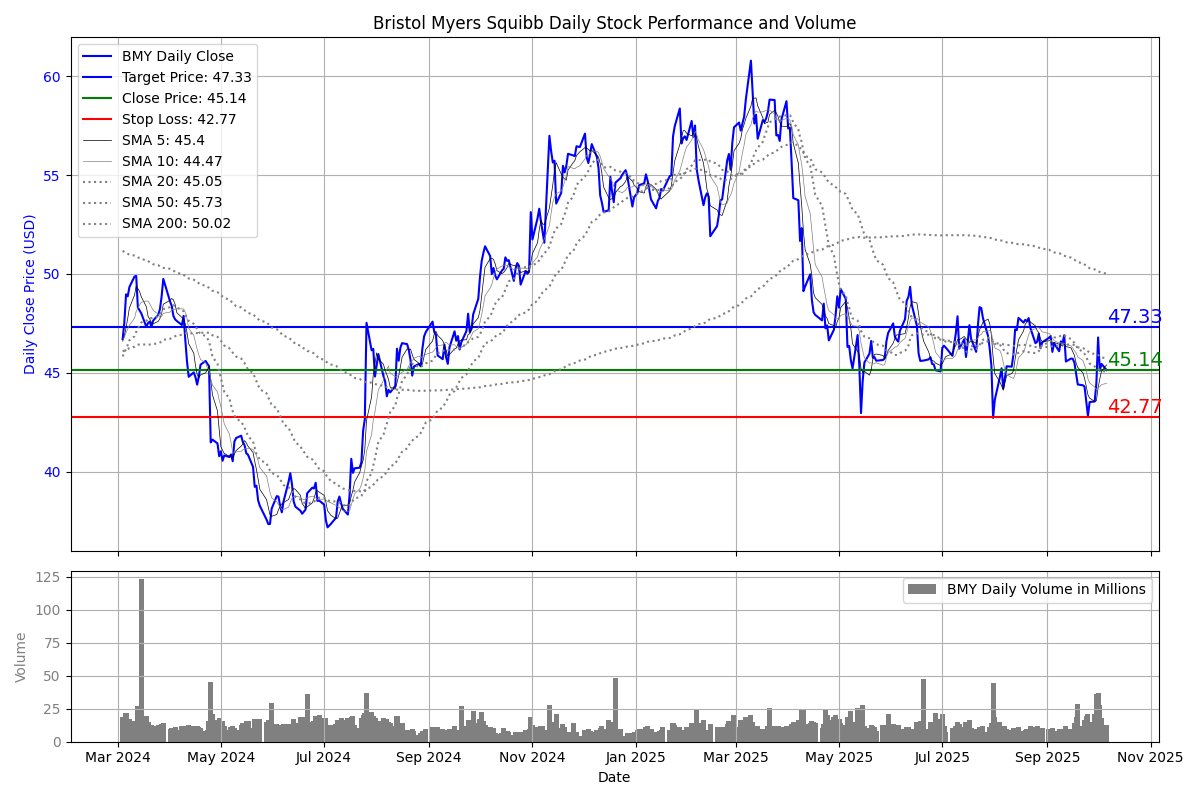 Bristol Myers Squibb Daily Stock Performance and Volume
BMY Daily Close
Target Price: 47.33
Close Price: 45.14
Stop Loss: 42.77
SMA 5: 45.4
SMA 10: 44.47
SMA 20: 45.05
SMA 50: 45.73
SMA 200: 50.02
Daily Close Price (USD)
60
55
50
45
40
47.33
45.14
42.77
BMY Daily Volume in Millions
Volume
125
100
75
50
25
0
Mar 2024 May 2024 Jul 2024 Sep 2024 Nov 2024 Jan 2025 Mar 2025 May 2025 Jul 2025 Sep 2025 Nov 2025
Date